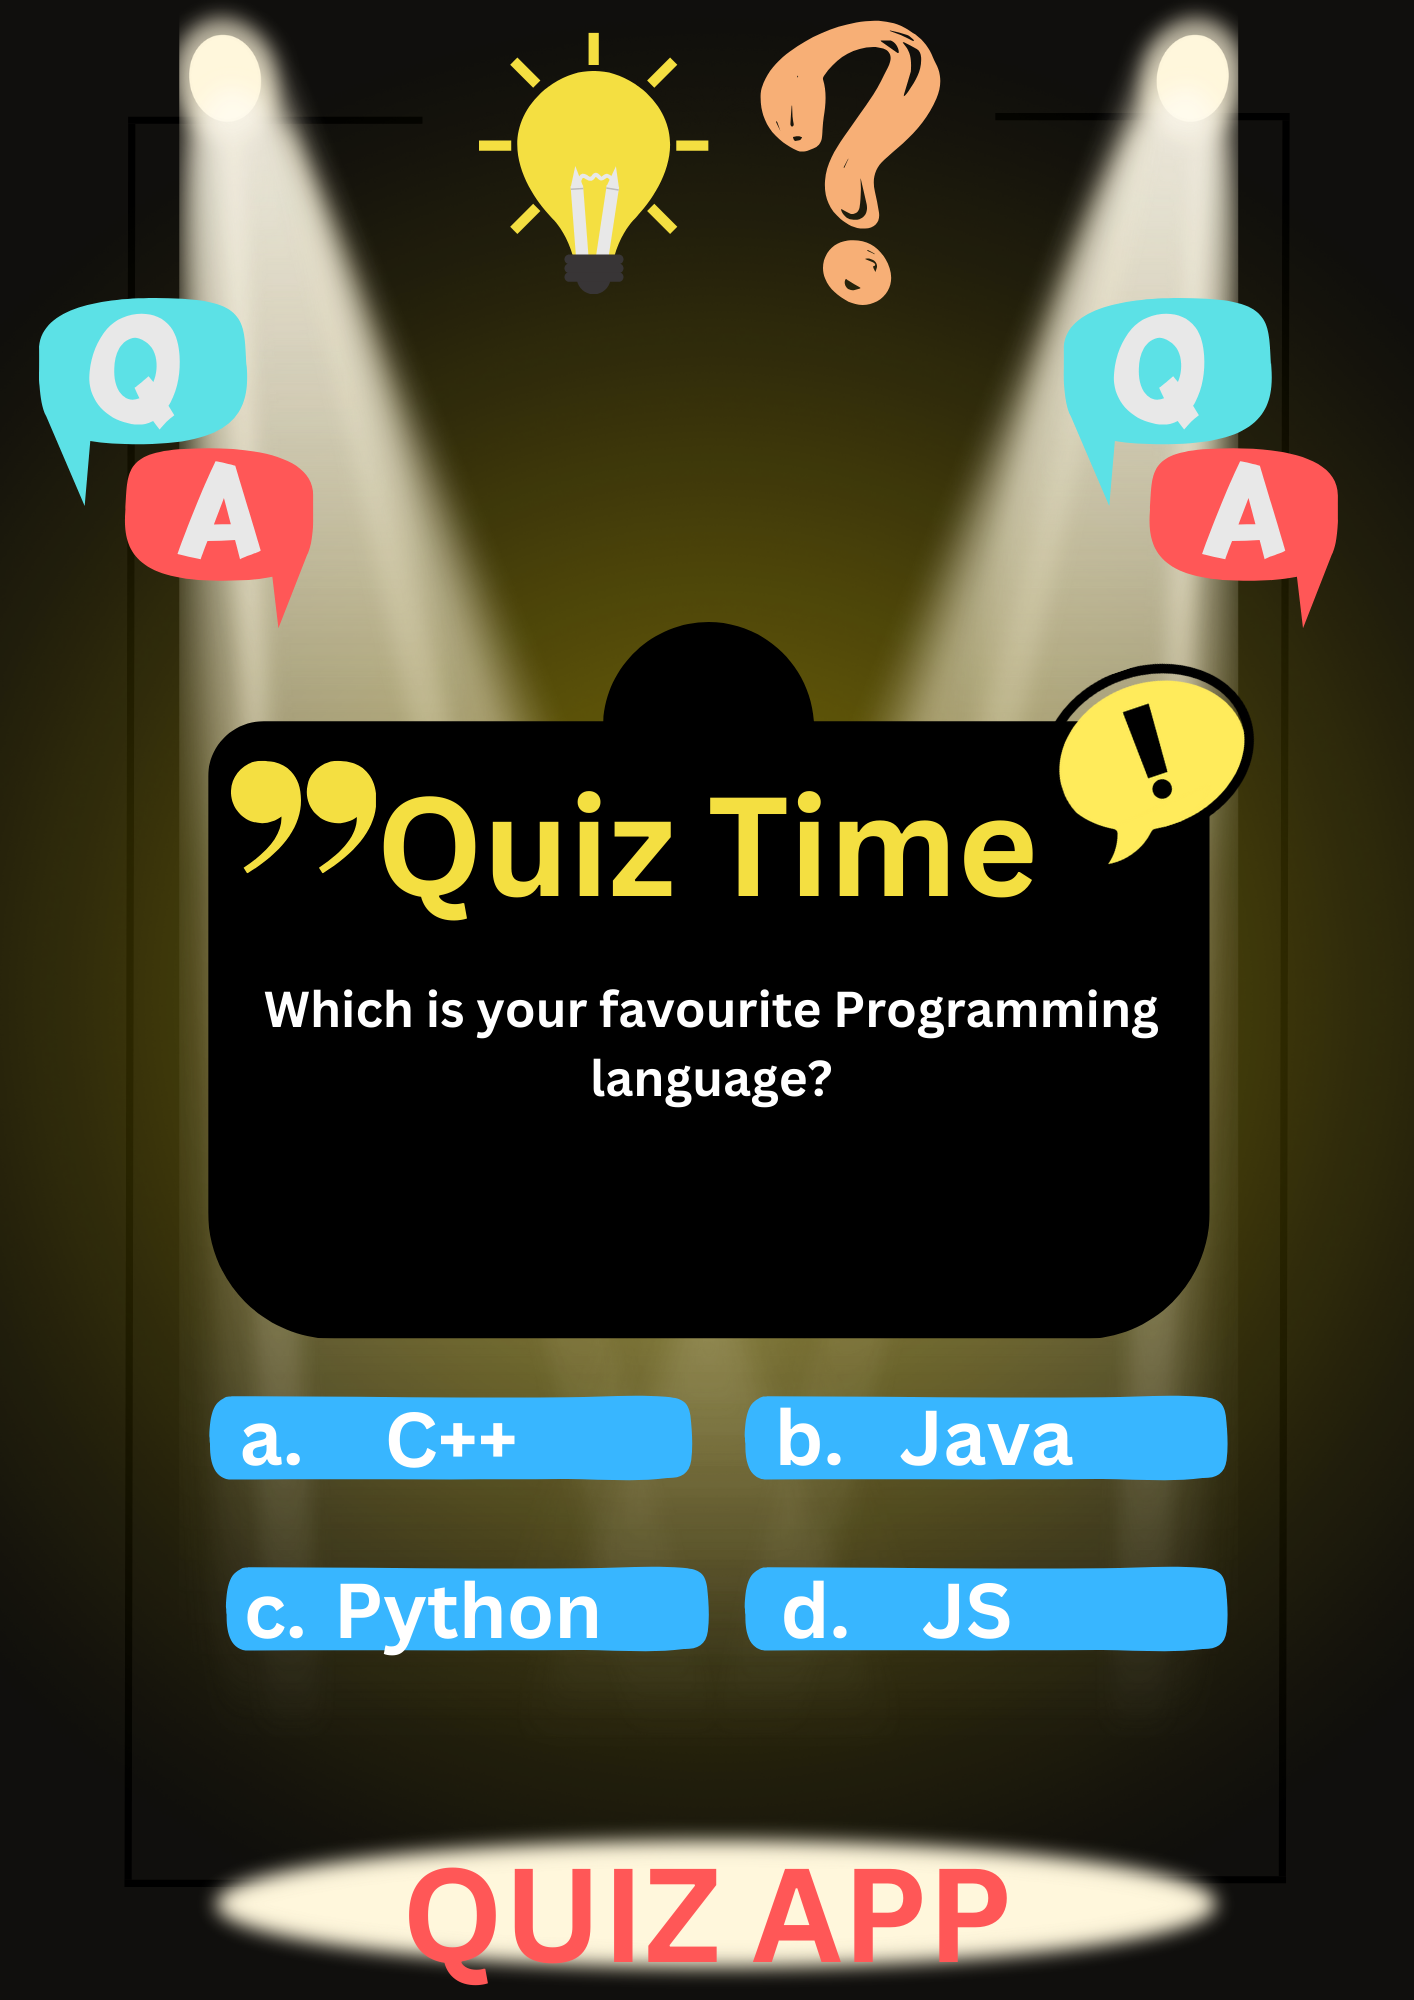 Q
A
Q
A
!
❞Quiz Time
Which is your favourite Programming
language?
a. C++
b. Java
c. Python
d. JS
QUIZ APP